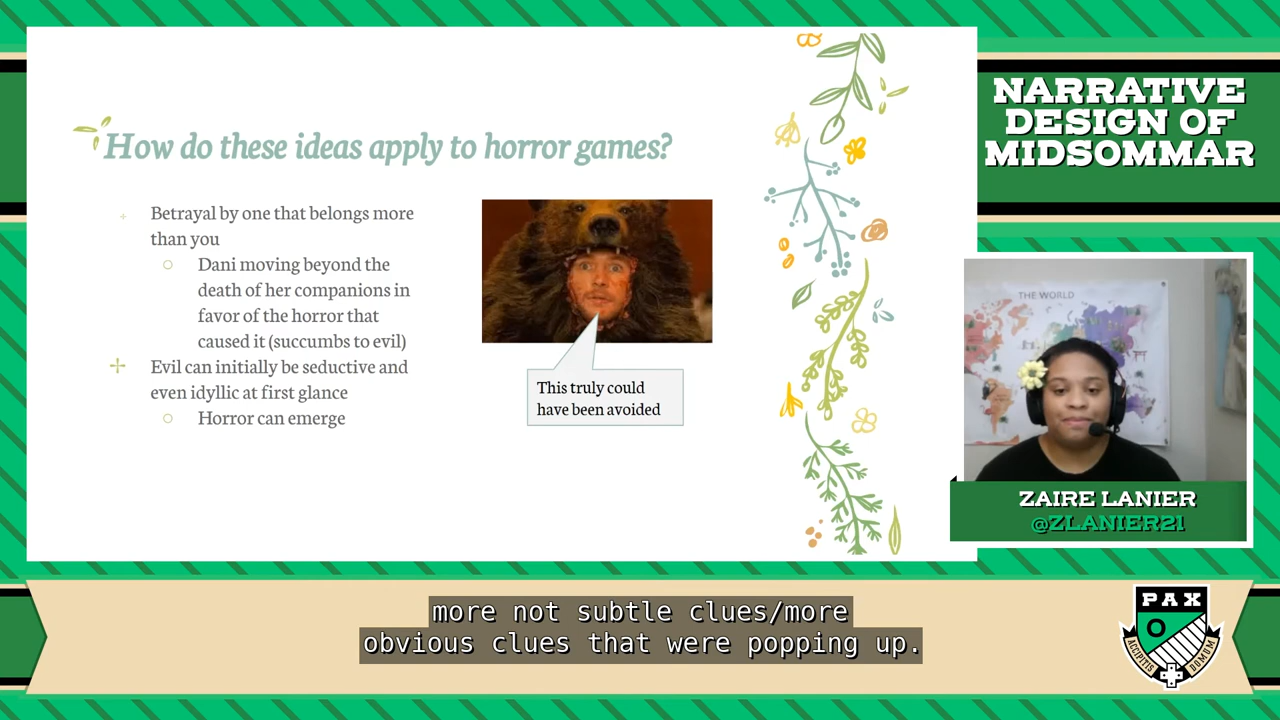 How do these ideas apply to horror games?
Betrayal by one that belongs more
than you
Dani moving beyond the
death of her companions in
favor of the horror that
caused it (succumbs to evil)
Evil can initially be seductive and
even idyllic at first glance
Horror can emerge
This truly could
have been avoided
NARRATIVE
DESIGN OF
MIDSOMMAR
THE WORLD
ZAIRE LANIER
@ZLANIER21
more not subtle clues/more
obvious clues that were popping up.
PAX
O
ACCIPITIS
DOMUM